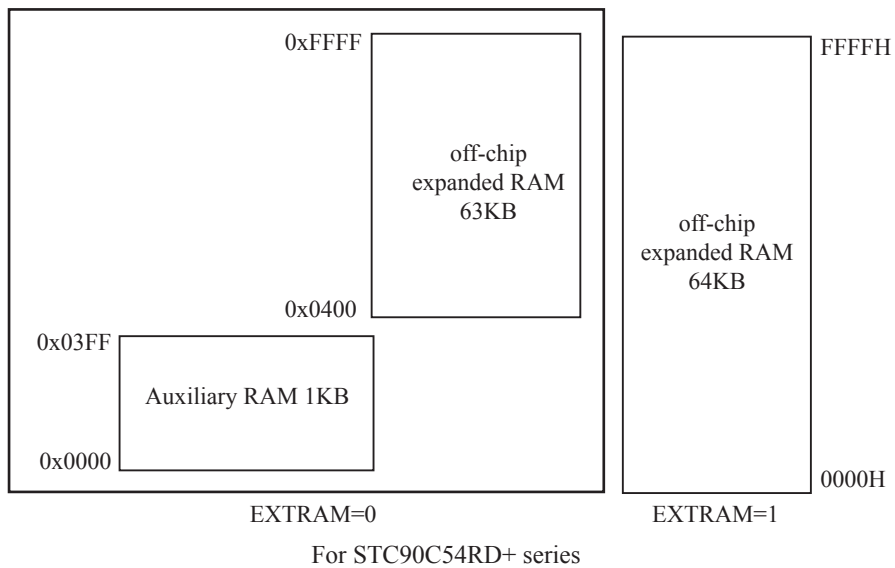 0xFFFF
off-chip
expanded RAM
63KB
0x0400
0x03FF
Auxiliary RAM 1KB
0x0000
EXTRAM=0
FFFFH
off-chip
expanded RAM
64KB
0000H
EXTRAM=1
For STC90C54RD+ series